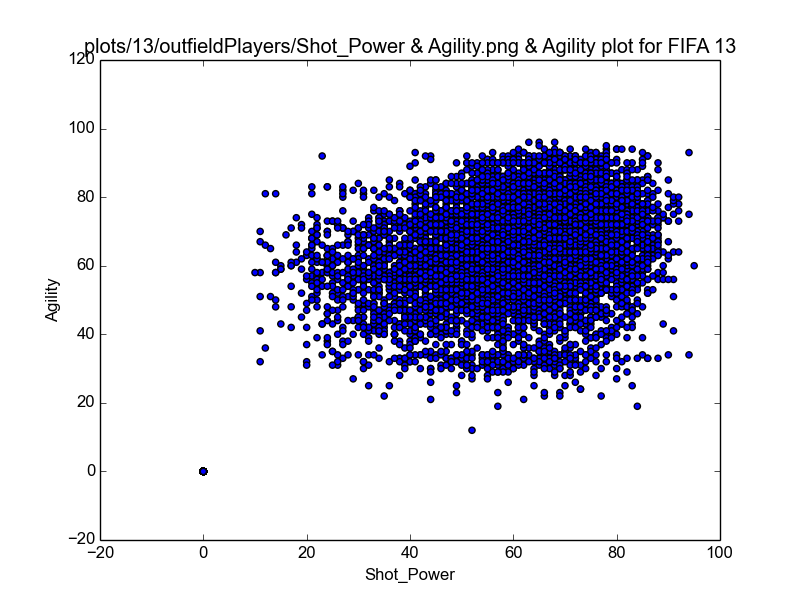 plots/13/outfieldPlayers/Shot_Power & Agility.png & Agility plot for FIFA 13
120
100
80
60
40
20
0
−20
Agility
−20 0 20 40 60 80 100
Shot_Power